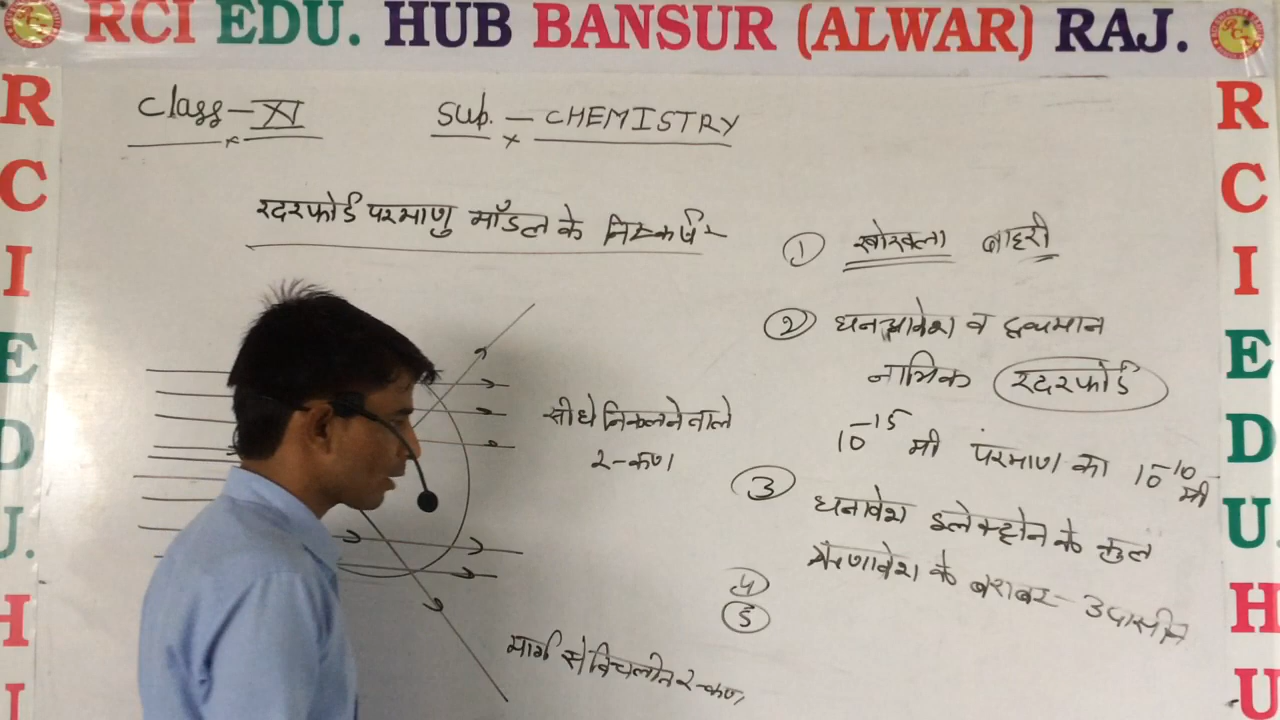 RCI EDU. HUB BANSUR (ALWAR) RAJ.
R
C
I
E
D
U.
H
I
Class - XI
Sub. - CHEMISTRY
रदरफोर्ड परमाणु मॉडल के निष्कर्ष -
सीधे निकलने वाले
२-कण
मार्ग से विचलीत २-कण
① खोखला बाहरी
② धनआवेश व द्रव्यमान
नाभिक रदरफोर्ड
10⁻¹⁵ मी परमाणु का 10⁻¹⁰ मी
③ धनावेश इलेक्ट्रोन के कुल
ऋणावेश के बराबर - उदासीन
④
⑤
R
C
I
E
D
U.
H
U